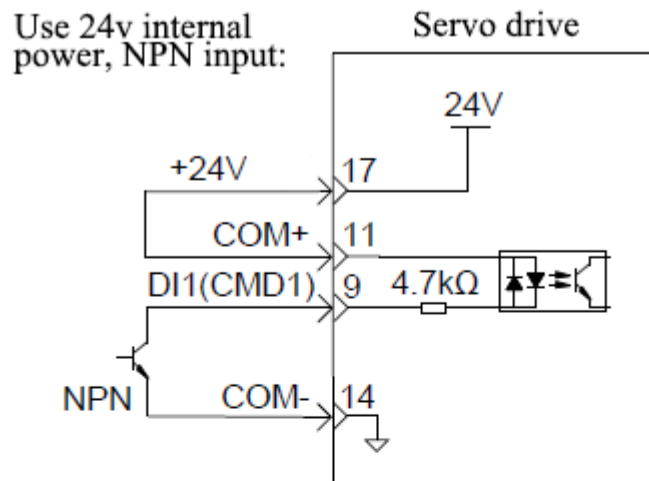 Use 24v internal
power, NPN input:
Servo drive
24V
+24V
17
COM+
11
DI1(CMD1)
9
4.7kΩ
NPN
COM-
14